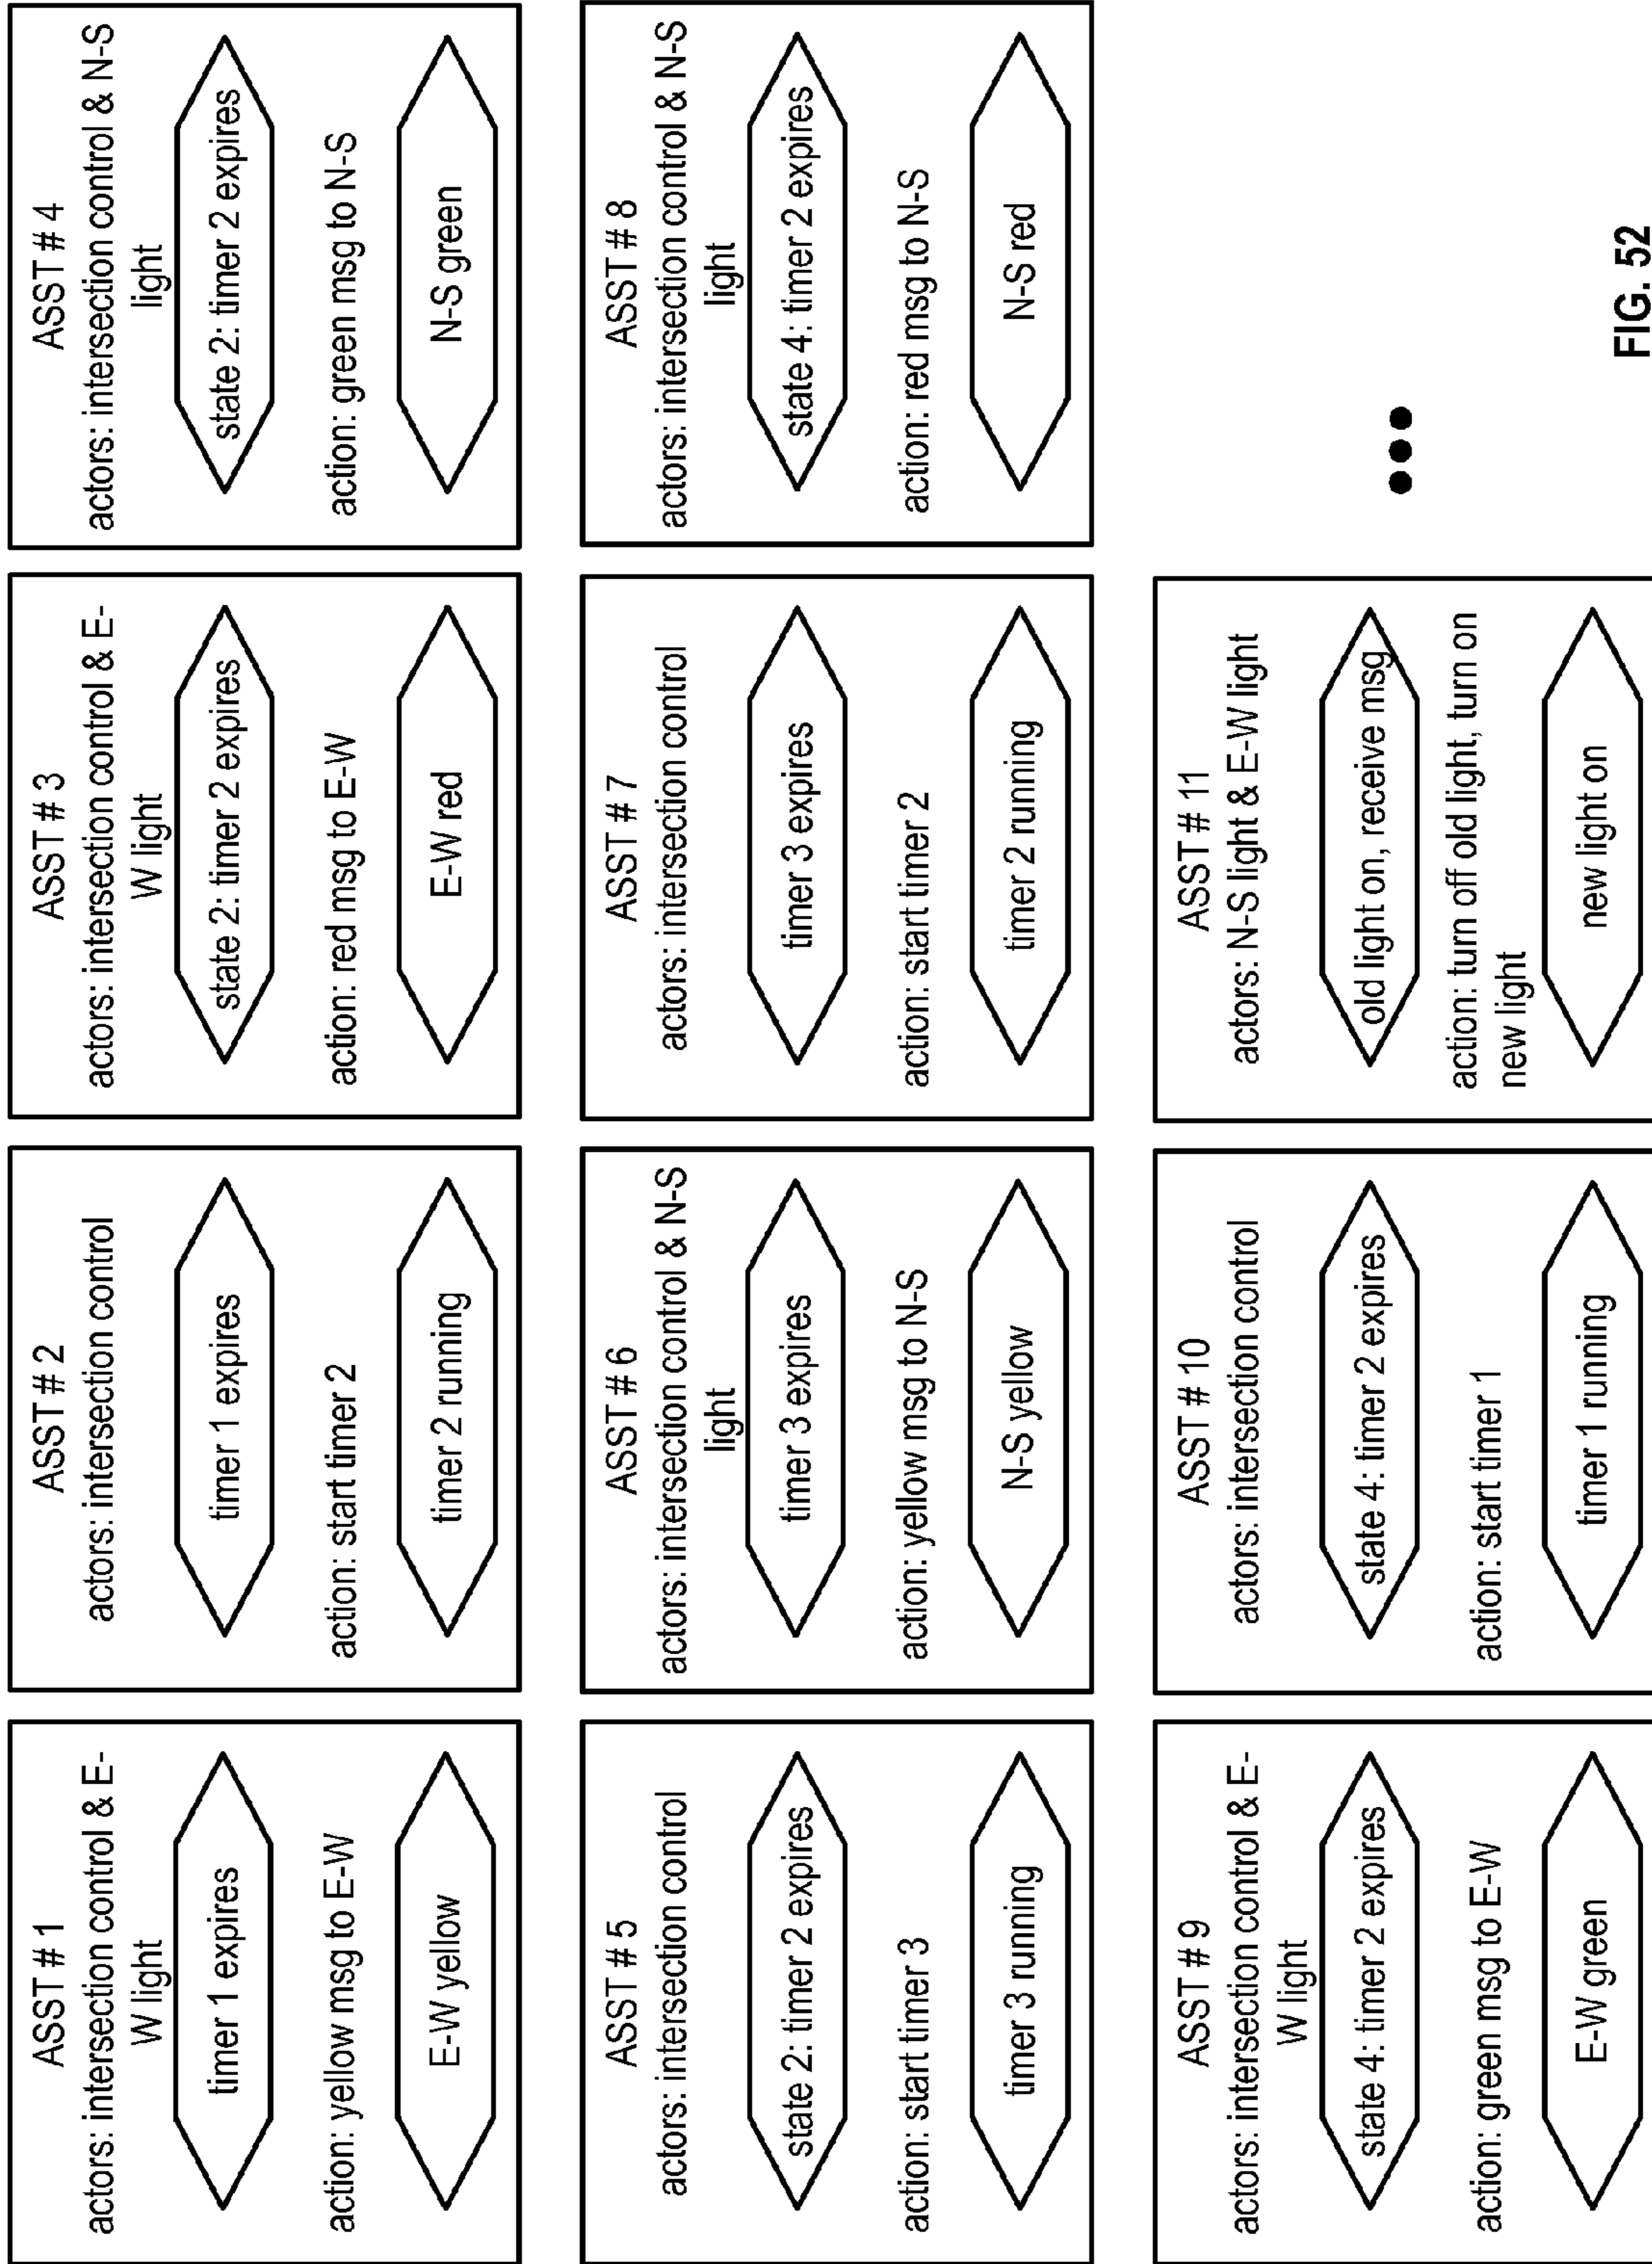 ASST # 1
actors: intersection control & E-
W light
timer 1 expires
action: yellow msg to E-W
E-W yellow
ASST # 2
actors: intersection control
timer 1 expires
action: start timer 2
timer 2 running
ASST # 3
actors: intersection control & E-
W light
state 2: timer 2 expires
action: red msg to E-W
E-W red
ASST # 4
actors: intersection control & N-S
light
state 2: timer 2 expires
action: green msg to N-S
N-S green
ASST # 5
actors: intersection control
state 2: timer 2 expires
action: start timer 3
timer 3 running
ASST # 6
actors: intersection control & N-S
light
timer 3 expires
action: yellow msg to N-S
N-S yellow
ASST # 7
actors: intersection control
timer 3 expires
action: start timer 2
timer 2 running
ASST # 8
actors: intersection control & N-S
light
state 4: timer 2 expires
action: red msg to N-S
N-S red
ASST # 9
actors: intersection control & E-
W light
state 4: timer 2 expires
action: green msg to E-W
E-W green
ASST # 10
actors: intersection control
state 4: timer 2 expires
action: start timer 1
timer 1 running
ASST # 11
actors: N-S light & E-W light
old light on, receive msg
action: turn off old light, turn on
new light
new light on
FIG. 52